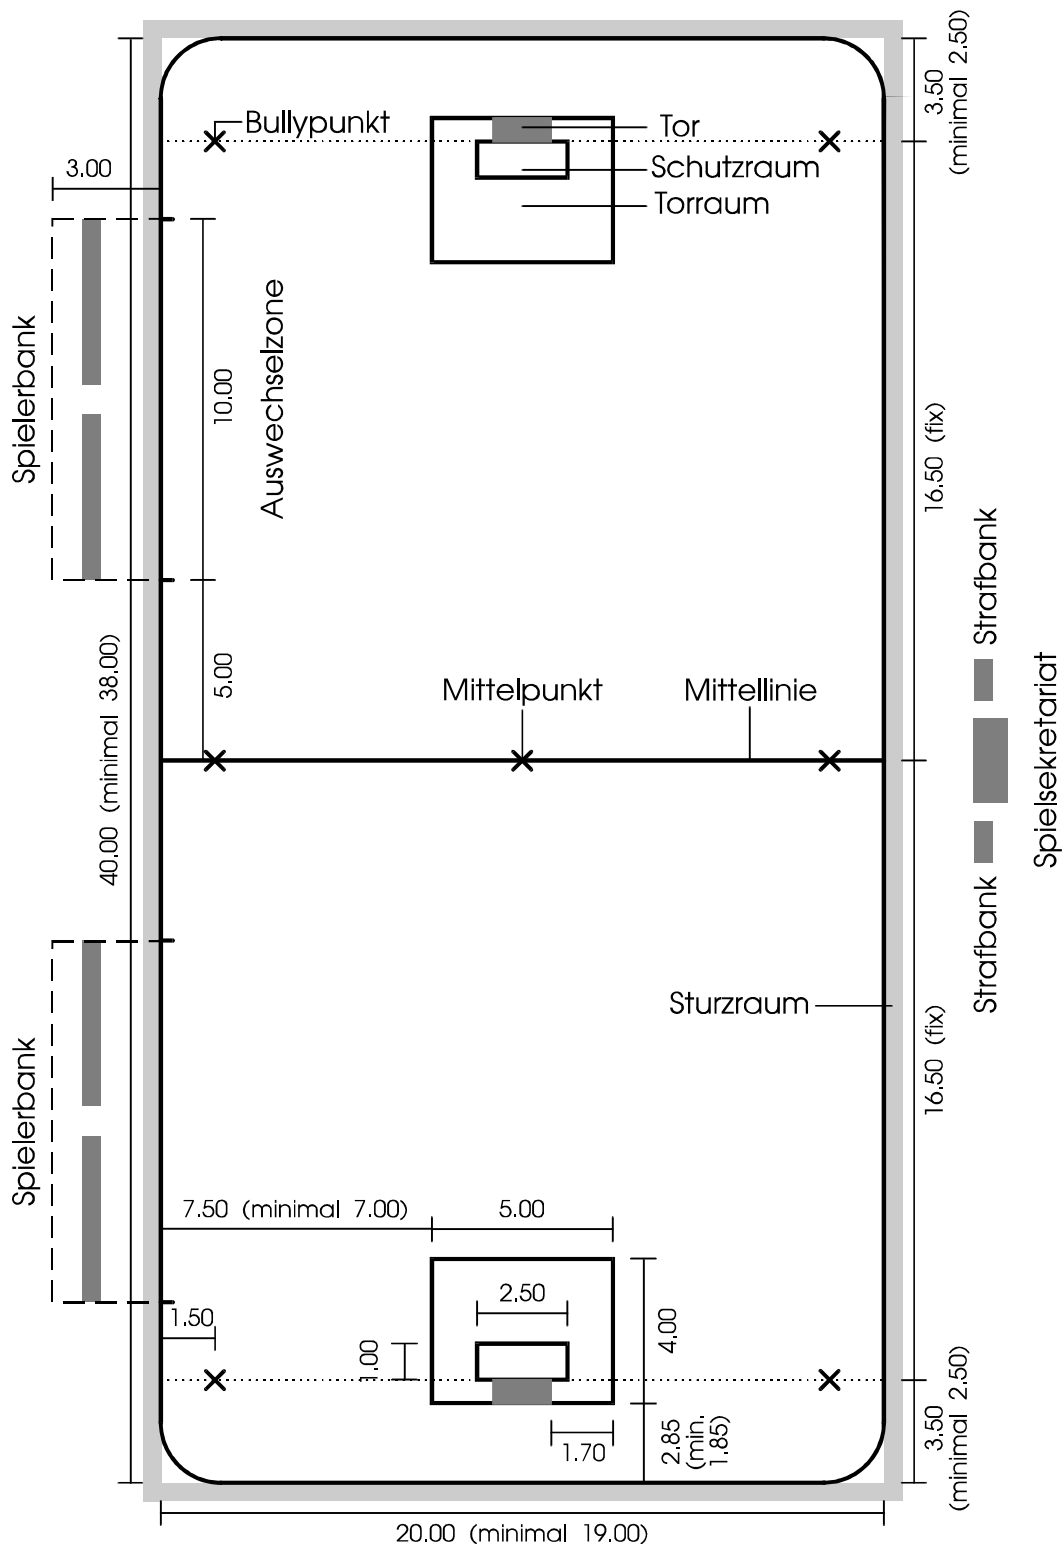 3.50
(minimal 2.50)
Bullypunkt
Tor
3.00
Schutzraum
Torraum
Spielerbank
10.00
Auswechselzone
16.50 (fix)
Strafbank
40.00 (minimal 38.00)
5.00
Mittelpunkt
Mittellinie
Spielsekretariat
Strafbank
Sturzraum
16.50 (fix)
Spielerbank
7.50 (minimal 7.00)
5.00
2.50
1.50
1.00
4.00
1.70
2.85
(min.
1.85)
3.50
(minimal 2.50)
20.00 (minimal 19.00)